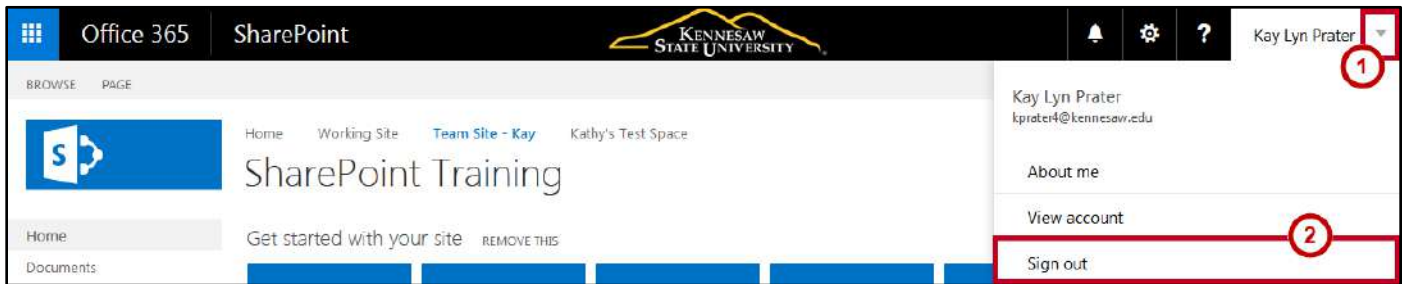 Office 365 SharePoint KENNESAW STATE UNIVERSITY ? Kay Lyn Prater
1
BROWSE PAGE
Kay Lyn Prater
kprater4@kennesaw.edu
S
Home Working Site Team Site - Kay Kathy's Test Space
SharePoint Training
About me
View account
Home
Get started with your site REMOVE THIS
2
Sign out
Documents